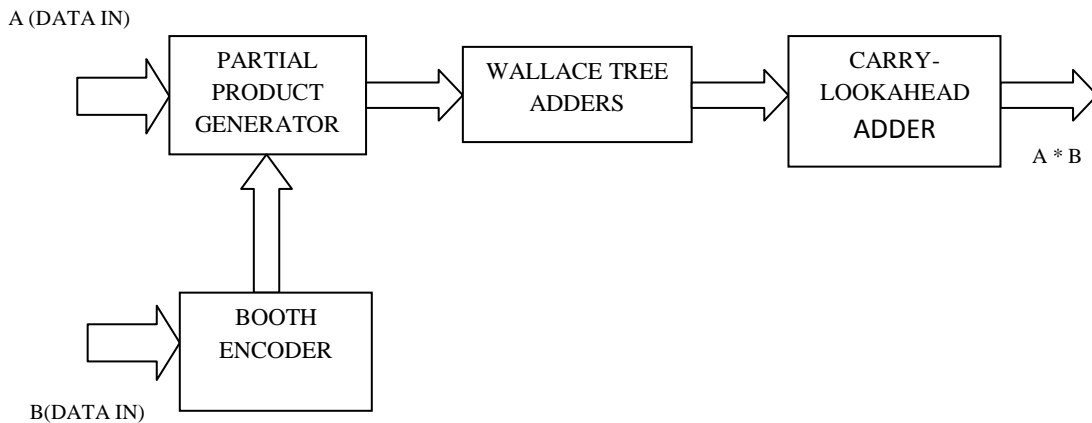 A (DATA IN)
PARTIAL
PRODUCT
GENERATOR
WALLACE TREE
ADDERS
CARRY-
LOOKAHEAD
ADDER
A * B
BOOTH
ENCODER
B(DATA IN)